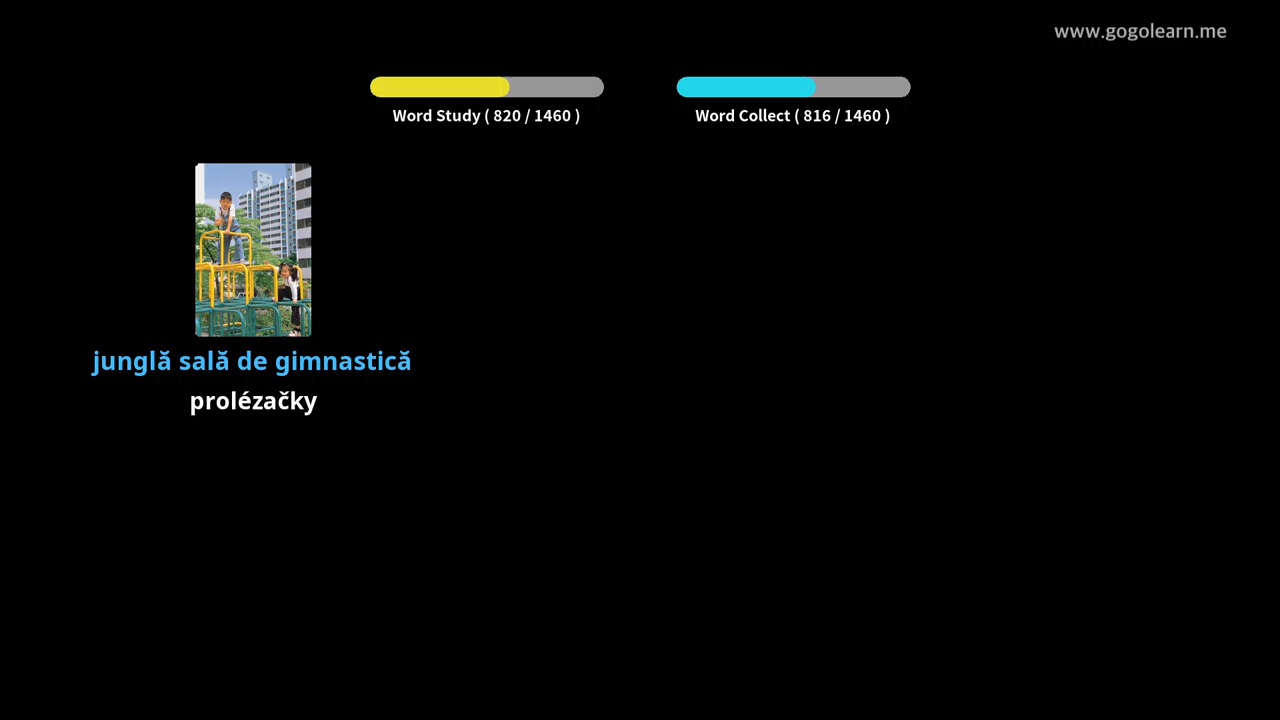 www.gogolearn.me
Word Study ( 820 / 1460 )
Word Collect ( 816 / 1460 )
junglă sală de gimnastică
prolézačky